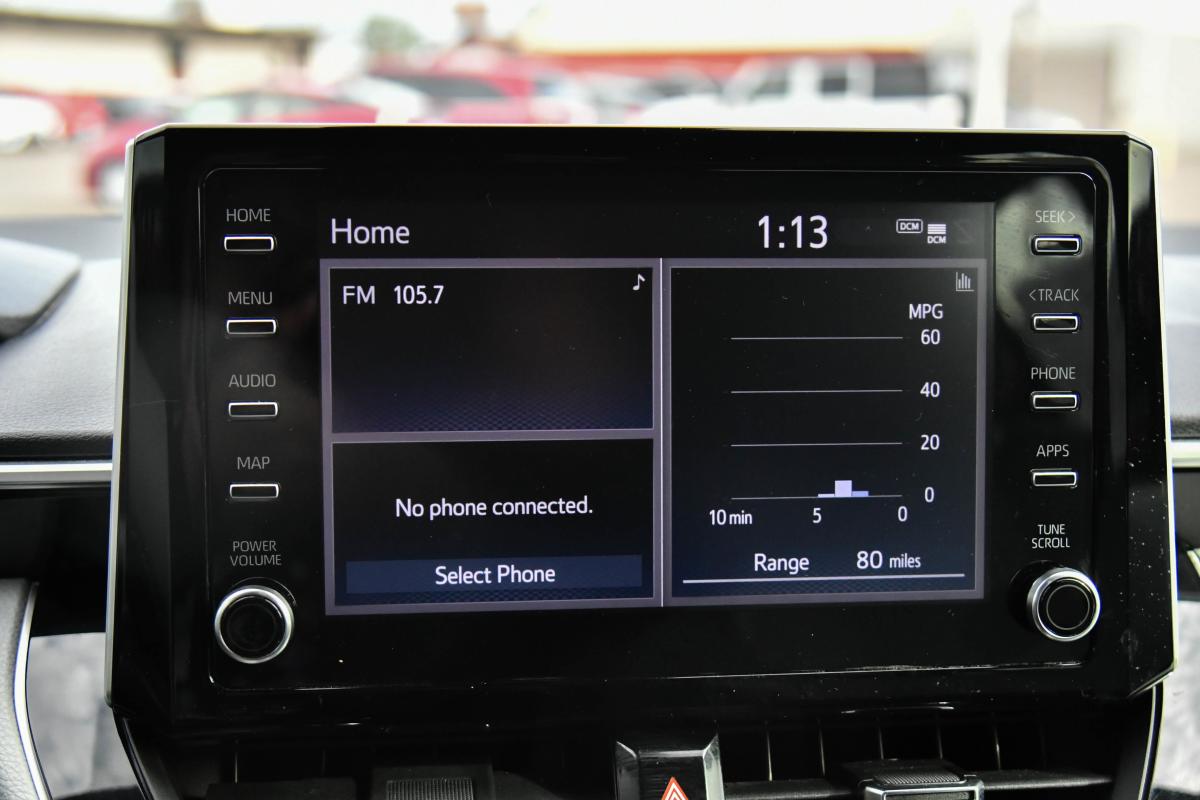 HOME
MENU
AUDIO
MAP
POWER
VOLUME
Home
1:13
DCM
DCM
FM 105.7
No phone connected.
Select Phone
MPG
60
40
20
0
10 min 5 0
Range 80 miles
SEEK>
<TRACK
PHONE
APPS
TUNE
SCROLL